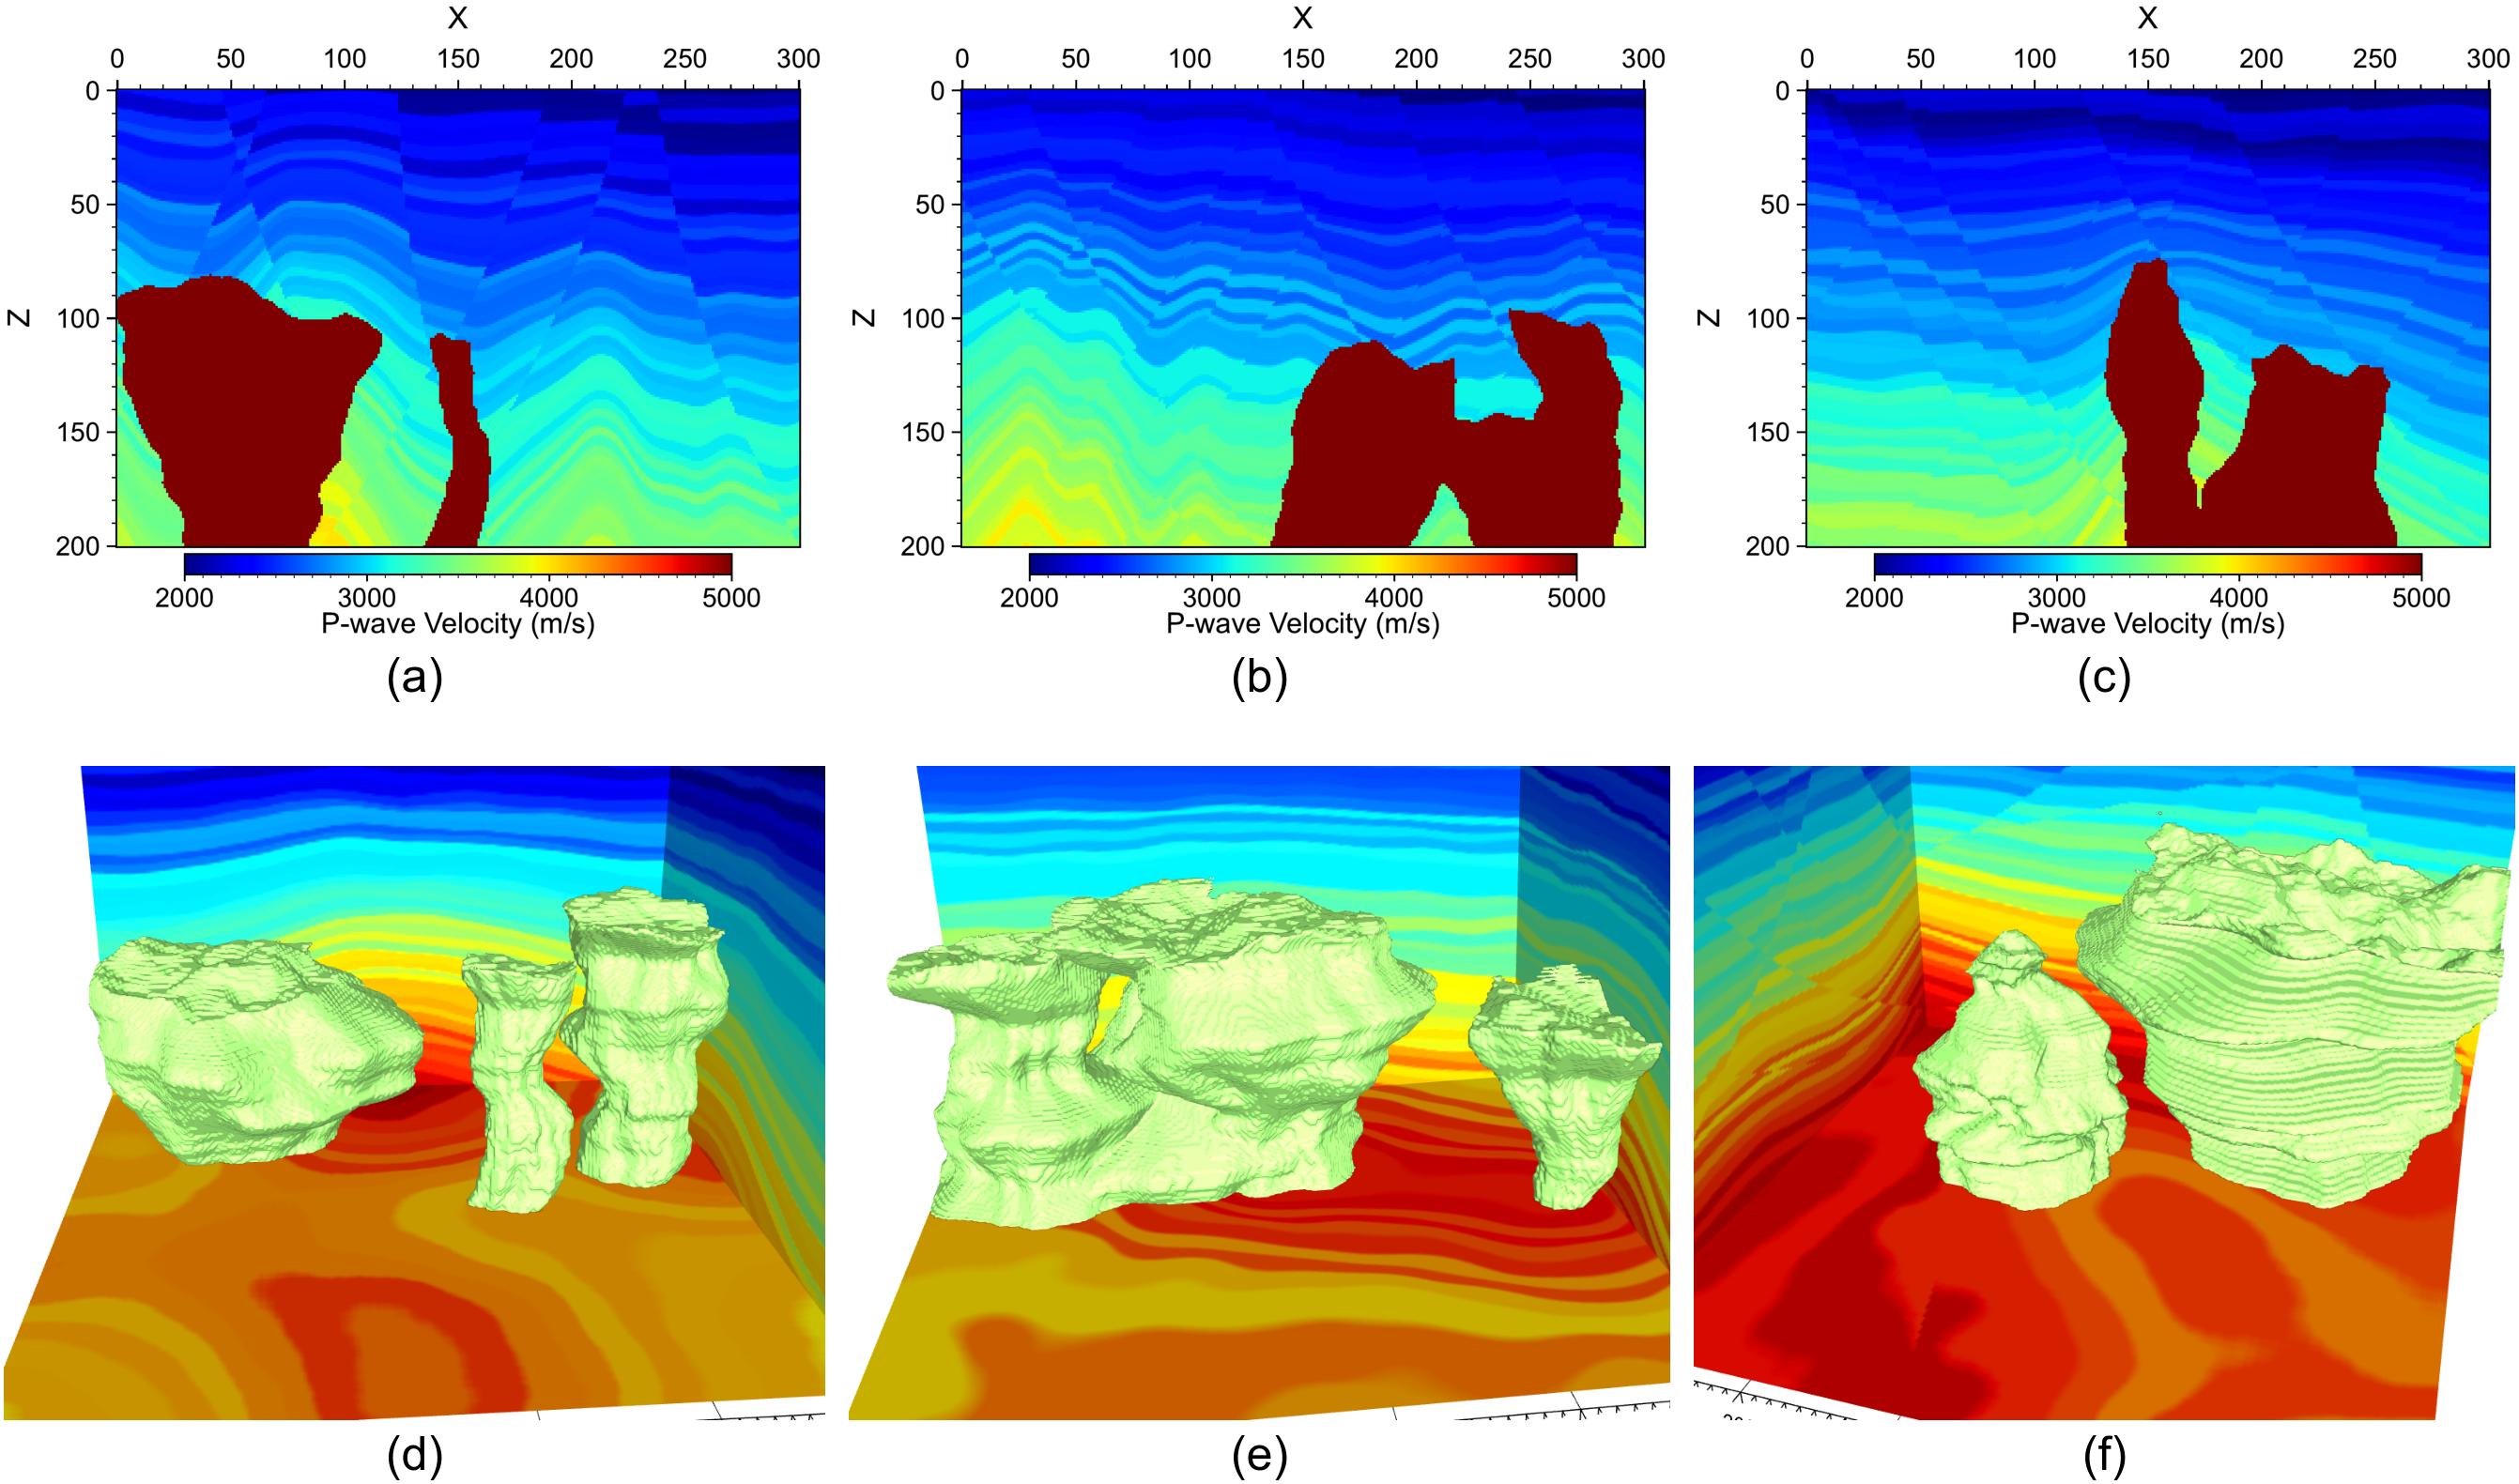 X X X
0 50 100 150 200 250 300 0 50 100 150 200 250 300 0 50 100 150 200 250 300
0 0 0
50 50 50
Z 100 Z 100 Z 100
150 150 150
200 200 200
2000 3000 4000 5000 2000 3000 4000 5000 2000 3000 4000 5000
P-wave Velocity (m/s) P-wave Velocity (m/s) P-wave Velocity (m/s)
(a) (b) (c)
(d) (e) (f)